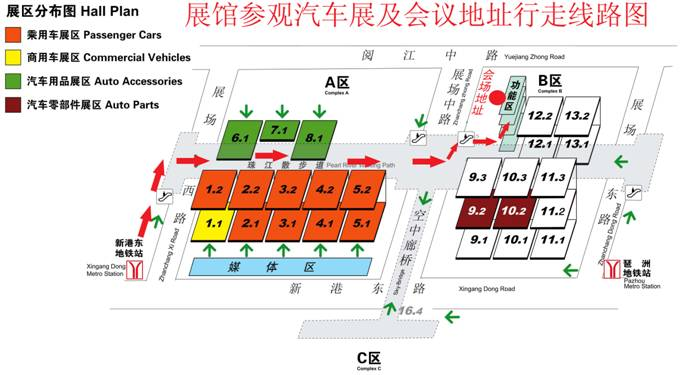 展馆参观汽车展及会议地址行走线路图
展区分布图 Hall Plan
乘用车展区 Passenger Cars
商用车展区 Commercial Vehicles
汽车用品展区 Auto Accessories
汽车零部件展区 Auto Parts
阅江中路 Yuejiang Zhong Road
A区
Complex A
B区
Complex B
展场中路
Zhanchang zhong Road
会场地址
功能区
展场西路
Zhanchang Xi Road
展场东路
Zhanchang Dong Road
6.1
7.1
8.1
12.2
13.2
12.1
13.1
珠江散步道 Pearl River
Path
1.2
2.2
3.2
4.2
5.2
1.1
2.1
3.1
4.1
5.1
9.3
10.3
11.3
9.2
10.2
11.2
9.1
10.1
11.1
媒体区
空中廊桥
Sky Bridge
新港东
地铁站
Xingang Dong
Metro Station
琶洲
地铁站
Pazhou
Metro Station
新港东路
Xingang Dong Road
16.4
C区
Complex C